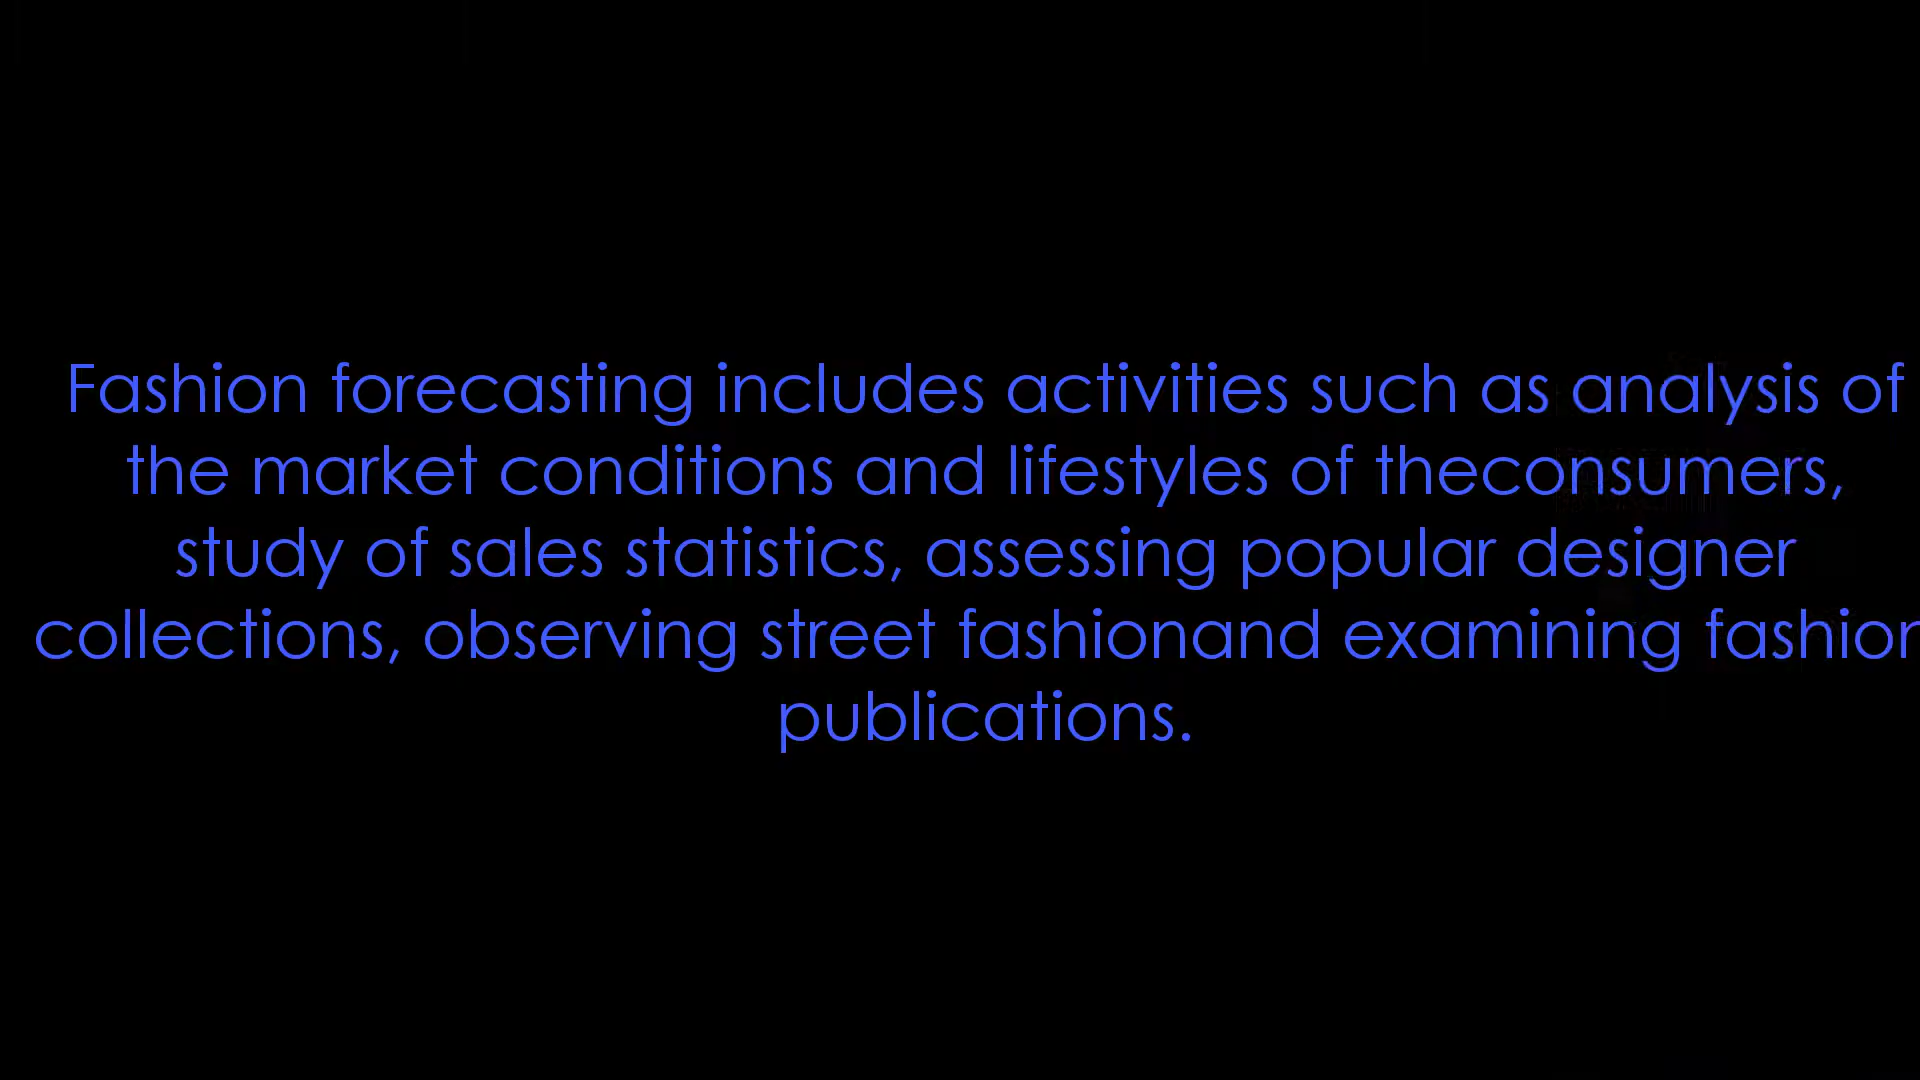 Fashion forecasting includes activities such as analysis of
the market conditions and lifestyles of theconsumers,
study of sales statistics, assessing popular designer
collections, observing street fashionand examining fashion
publications.